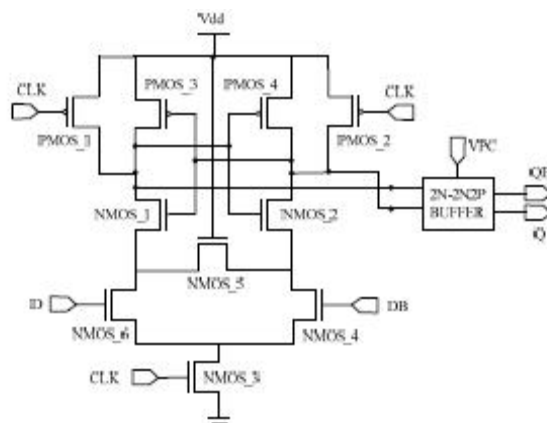 Vdd
PMOS_3
PMOS_4
CLK
CLK
PMOS_1
PMOS_2
VPC
QB
NMOS_1
NMOS_2
2N-2N2P
BUFFER
Q
NMOS_5
D
DB
NMOS_6
NMOS_4
CLK
NMOS_3